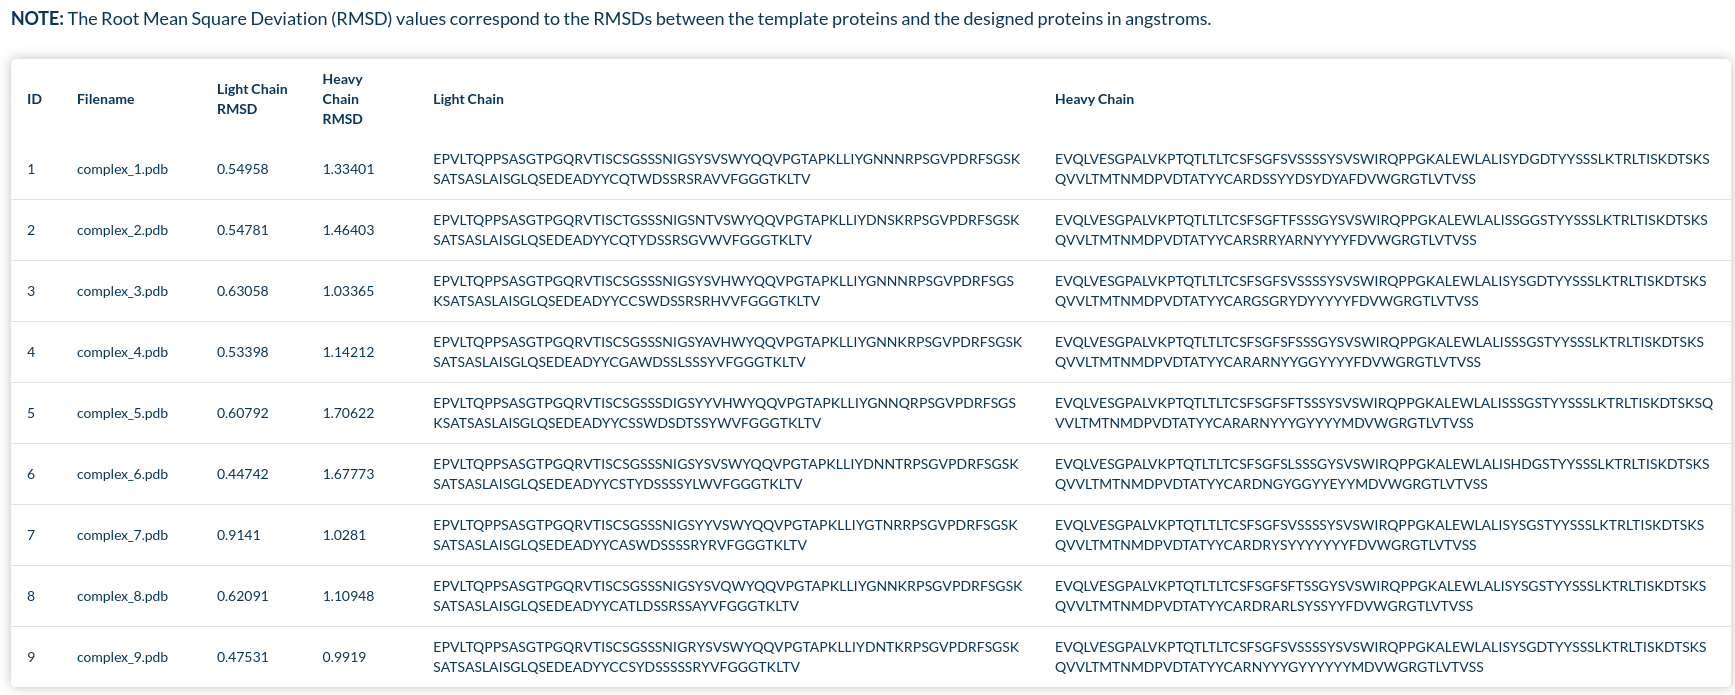 NOTE: The Root Mean Square Deviation (RMSD) values correspond to the RMSDs between the template proteins and the designed proteins in angstroms.
ID Filename Light Chain RMSD Heavy Chain RMSD Light Chain Heavy Chain
1 complex_1.pdb 0.54958 1.33401 EPVLTQPPSASGTPGQRVTISCSGSSSNIGSYSVSWYQQVPGTAPKLLIYGNNNRPSGVPDRFSGSK EVQLVESGPALVKPTQTLTLTCSFSGFSVSSSSYSVSWIRQPPGKALEWLALISYDGDTYYSSSLKTRLTISKDTSKS
SATSASLAISGLQSEDEADYYCQTWDSSRSRAVVFGGGTKLTV QVVLTMTNMDPVDTATYYCARDSSYYDSYDYAFDVWGRGTLVTVSS
2 complex_2.pdb 0.54781 1.46403 EPVLTQPPSASGTPGQRVTISCTGSSSNIGSNTVSWYQQVPGTAPKLLIYDNSKRPSGVPDRFSGSK EVQLVESGPALVKPTQTLTLTCSFSGFTFSSSGYSVSWIRQPPGKALEWLALISSGGSTYYSSSLKTRLTISKDTSKS
SATSASLAISGLQSEDEADYYCQTYDSSRSGVWVFGGGTKLTV QVVLTMTNMDPVDTATYYCARSRRYARNYYYYFDVWGRGTLVTVSS
3 complex_3.pdb 0.63058 1.03365 EPVLTQPPSASGTPGQRVTISCSGSSSNIGSYSVHWYQQVPGTAPKLLIYGNNNRPSGVPDRFSGS EVQLVESGPALVKPTQTLTLTCSFSGFSVSSSSYSVSWIRQPPGKALEWLALISYSGDTYYSSSLKTRLTISKDTSKS
KSATSASLAISGLQSEDEADYYCCSWDSSRSRHVVFGGGTKLTV QVVLTMTNMDPVDTATYYCARGSGRYDYYYYYFDVWGRGTLVTVSS
4 complex_4.pdb 0.53398 1.14212 EPVLTQPPSASGTPGQRVTISCSGSSSNIGSYAVHWYQQVPGTAPKLLIYGNNKRPSGVPDRFSGSK EVQLVESGPALVKPTQTLTLTCSFSGFSFSSSGYSVSWIRQPPGKALEWLALISSSGSTYYSSSLKTRLTISKDTSKS
SATSASLAISGLQSEDEADYYCGAWDSSLSSSYVFGGGTKLTV QVVLTMTNMDPVDTATYYCARARNYYGGYYYYFDVWGRGTLVTVSS
5 complex_5.pdb 0.60792 1.70622 EPVLTQPPSASGTPGQRVTISCSGSSSDIGSYYVHWYQQVPGTAPKLLIYGNNQRPSGVPDRFSGS EVQLVESGPALVKPTQTLTLTCSFSGFSFTSSSYSVSWIRQPPGKALEWLALISSSGSTYYSSSLKTRLTISKDTSKSQ
KSATSASLAISGLQSEDEADYYCSSWDSDTSSYWVFGGGTKLTV VVLTMTNMDPVDTATYYCARARNYYYGYYYYMDVWGRGTLVTVSS
6 complex_6.pdb 0.44742 1.67773 EPVLTQPPSASGTPGQRVTISCSGSSSNIGSYSVSWYQQVPGTAPKLLIYDNNTRPSGVPDRFSGSK EVQLVESGPALVKPTQTLTLTCSFSGFSLSSSGYSVSWIRQPPGKALEWLALISHDGSTYYSSSLKTRLTISKDTSKS
SATSASLAISGLQSEDEADYYCSTYDSSSSYLWVFGGGTKLTV QVVLTMTNMDPVDTATYYCARDNGYGGYYEYYMDVWGRGTLVTVSS
7 complex_7.pdb 0.9141 1.0281 EPVLTQPPSASGTPGQRVTISCSGSSSNIGSYYVSWYQQVPGTAPKLLIYGTNRRPSGVPDRFSGSK EVQLVESGPALVKPTQTLTLTCSFSGFSVSSSSYSVSWIRQPPGKALEWLALISYSGSTYYSSSLKTRLTISKDTSKS
SATSASLAISGLQSEDEADYYCASWDSSSSRYRVFGGGTKLTV QVVLTMTNMDPVDTATYYCARDRYSYYYYYYYFDVWGRGTLVTVSS
8 complex_8.pdb 0.62091 1.10948 EPVLTQPPSASGTPGQRVTISCSGSSSNIGSYSVQWYQQVPGTAPKLLIYGNNKRPSGVPDRFSGSK EVQLVESGPALVKPTQTLTLTCSFSGFSFTSSGYSVSWIRQPPGKALEWLALISYSGSTYYSSSLKTRLTISKDTSKS
SATSASLAISGLQSEDEADYYCATLDSSRSSAYVFGGGTKLTV QVVLTMTNMDPVDTATYYCARDRARLSYSSYYFDVWGRGTLVTVSS
9 complex_9.pdb 0.47531 0.9919 EPVLTQPPSASGTPGQRVTISCSGSSSNIGRYSVSWYQQVPGTAPKLLIYDNTKRPSGVPDRFSGSK EVQLVESGPALVKPTQTLTLTCSFSGFSVSSSSYSVSWIRQPPGKALEWLALISYSGDTYYSSSLKTRLTISKDTSKS
SATSASLAISGLQSEDEADYYCCSYDSSSSSRYVFGGGTKLTV QVVLTMTNMDPVDTATYYCARNYYYGYYYYYYMDVWGRGTLVTVSS